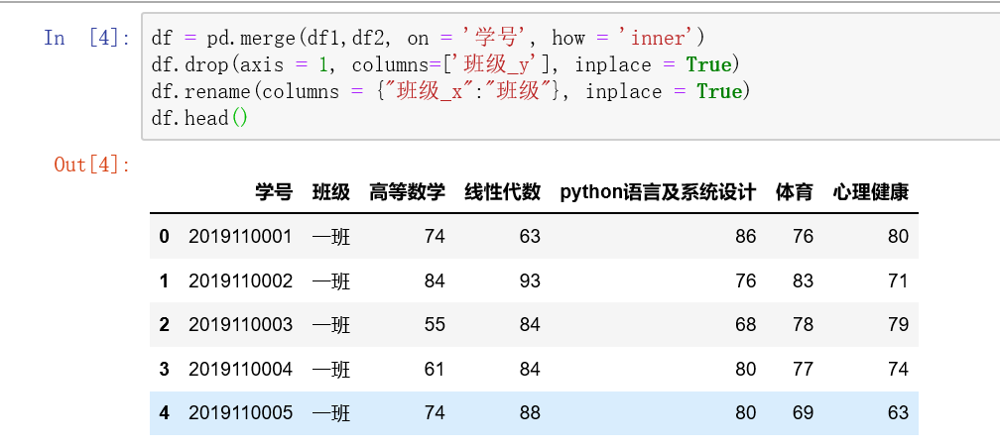 In [4]: df = pd.merge(df1,df2, on = '学号', how = 'inner')
df.drop(axis = 1, columns=['班级_y'], inplace = True)
df.rename(columns = {"班级_x":"班级"}, inplace = True)
df.head()
Out[4]:
学号 班级 高等数学 线性代数 python语言及系统设计 体育 心理健康
0 2019110001 一班 74 63 86 76 80
1 2019110002 一班 84 93 76 83 71
2 2019110003 一班 55 84 68 78 79
3 2019110004 一班 61 84 80 77 74
4 2019110005 一班 74 88 80 69 63